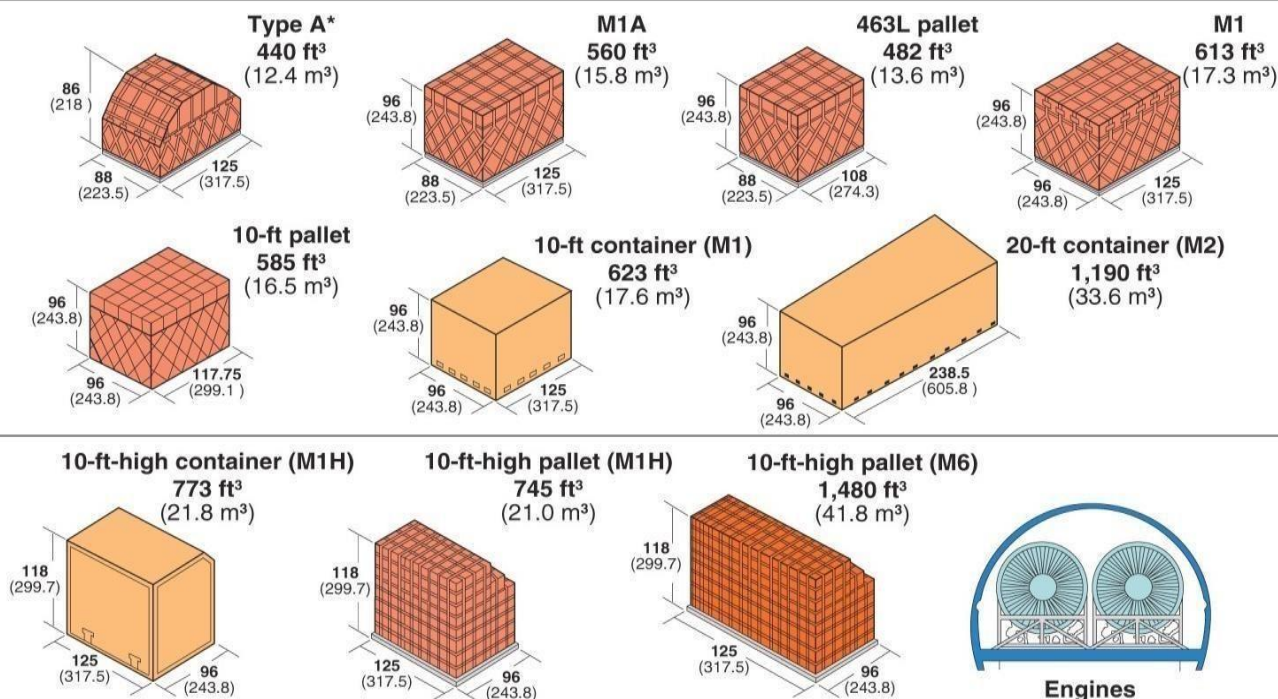 Type A*
440 ft³
(12.4 m³)
86
(218 )
88
(223.5)
125
(317.5)
M1A
560 ft³
(15.8 m³)
96
(243.8)
88
(223.5)
125
(317.5)
463L pallet
482 ft³
(13.6 m³)
96
(243.8)
88
(223.5)
108
(274.3)
M1
613 ft³
(17.3 m³)
96
(243.8)
96
(243.8)
125
(317.5)
10-ft pallet
585 ft³
(16.5 m³)
96
(243.8)
96
(243.8)
117.75
(299.1 )
10-ft container (M1)
623 ft³
(17.6 m³)
96
(243.8)
96
(243.8)
125
(317.5)
20-ft container (M2)
1,190 ft³
(33.6 m³)
96
(243.8)
96
(243.8)
238.5
(605.8 )
10-ft-high container (M1H)
773 ft³
(21.8 m³)
118
(299.7)
125
(317.5)
96
(243.8)
10-ft-high pallet (M1H)
745 ft³
(21.0 m³)
118
(299.7)
125
(317.5)
96
(243.8)
10-ft-high pallet (M6)
1,480 ft³
(41.8 m³)
118
(299.7)
125
(317.5)
96
(243.8)
Engines